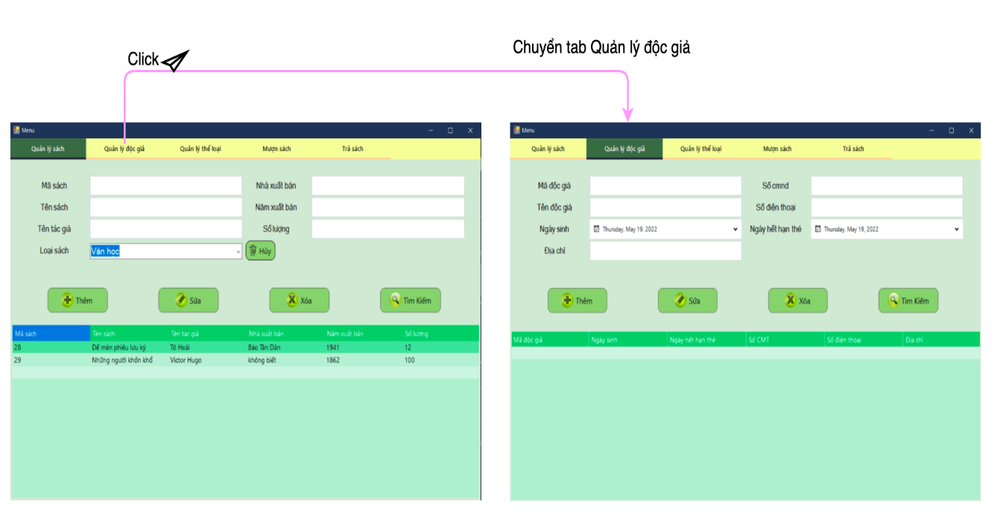 Click
Chuyển tab Quản lý độc giả
Menu
Quản lý sách Quản lý độc giả Quản lý thể loại Mượn sách Trả sách
Mã sách Nhà xuất bản
Tên sách Năm xuất bản
Tên tác giả Số lượng
Loại sách Văn học Hủy
Thêm Sửa Xóa Tìm Kiếm
Mã sách Tên sách Tên tác giả Nhà xuất bản Năm xuất bản Số lượng
28 Dế mèn phiêu lưu ký Tô Hoài Báo Tân Dân 1941 12
29 Những người khốn khổ Victor Hugo không biết 1862 100
Menu
Quản lý sách Quản lý độc giả Quản lý thể loại Mượn sách Trả sách
Mã độc giả Số cmnd
Tên độc giả Số điện thoại
Ngày sinh Thursday, May 19, 2022 Ngày hết hạn thẻ Thursday, May 19, 2022
Địa chỉ
Thêm Sửa Xóa Tìm Kiếm
Mã độc giả Ngày sinh Ngày hết hạn thẻ Số CMT Số điện thoại Địa chỉ